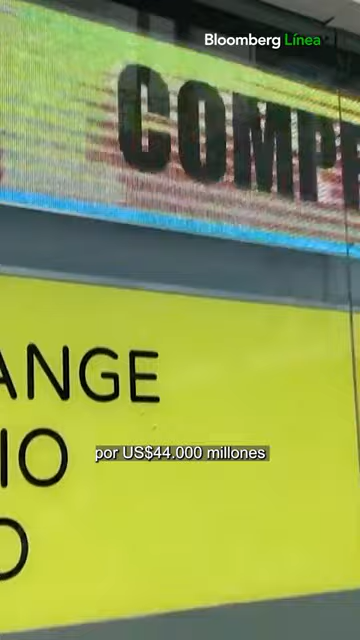 Bloomberg Línea
COMP
ANGE
IO
por US$44.000 millones
O